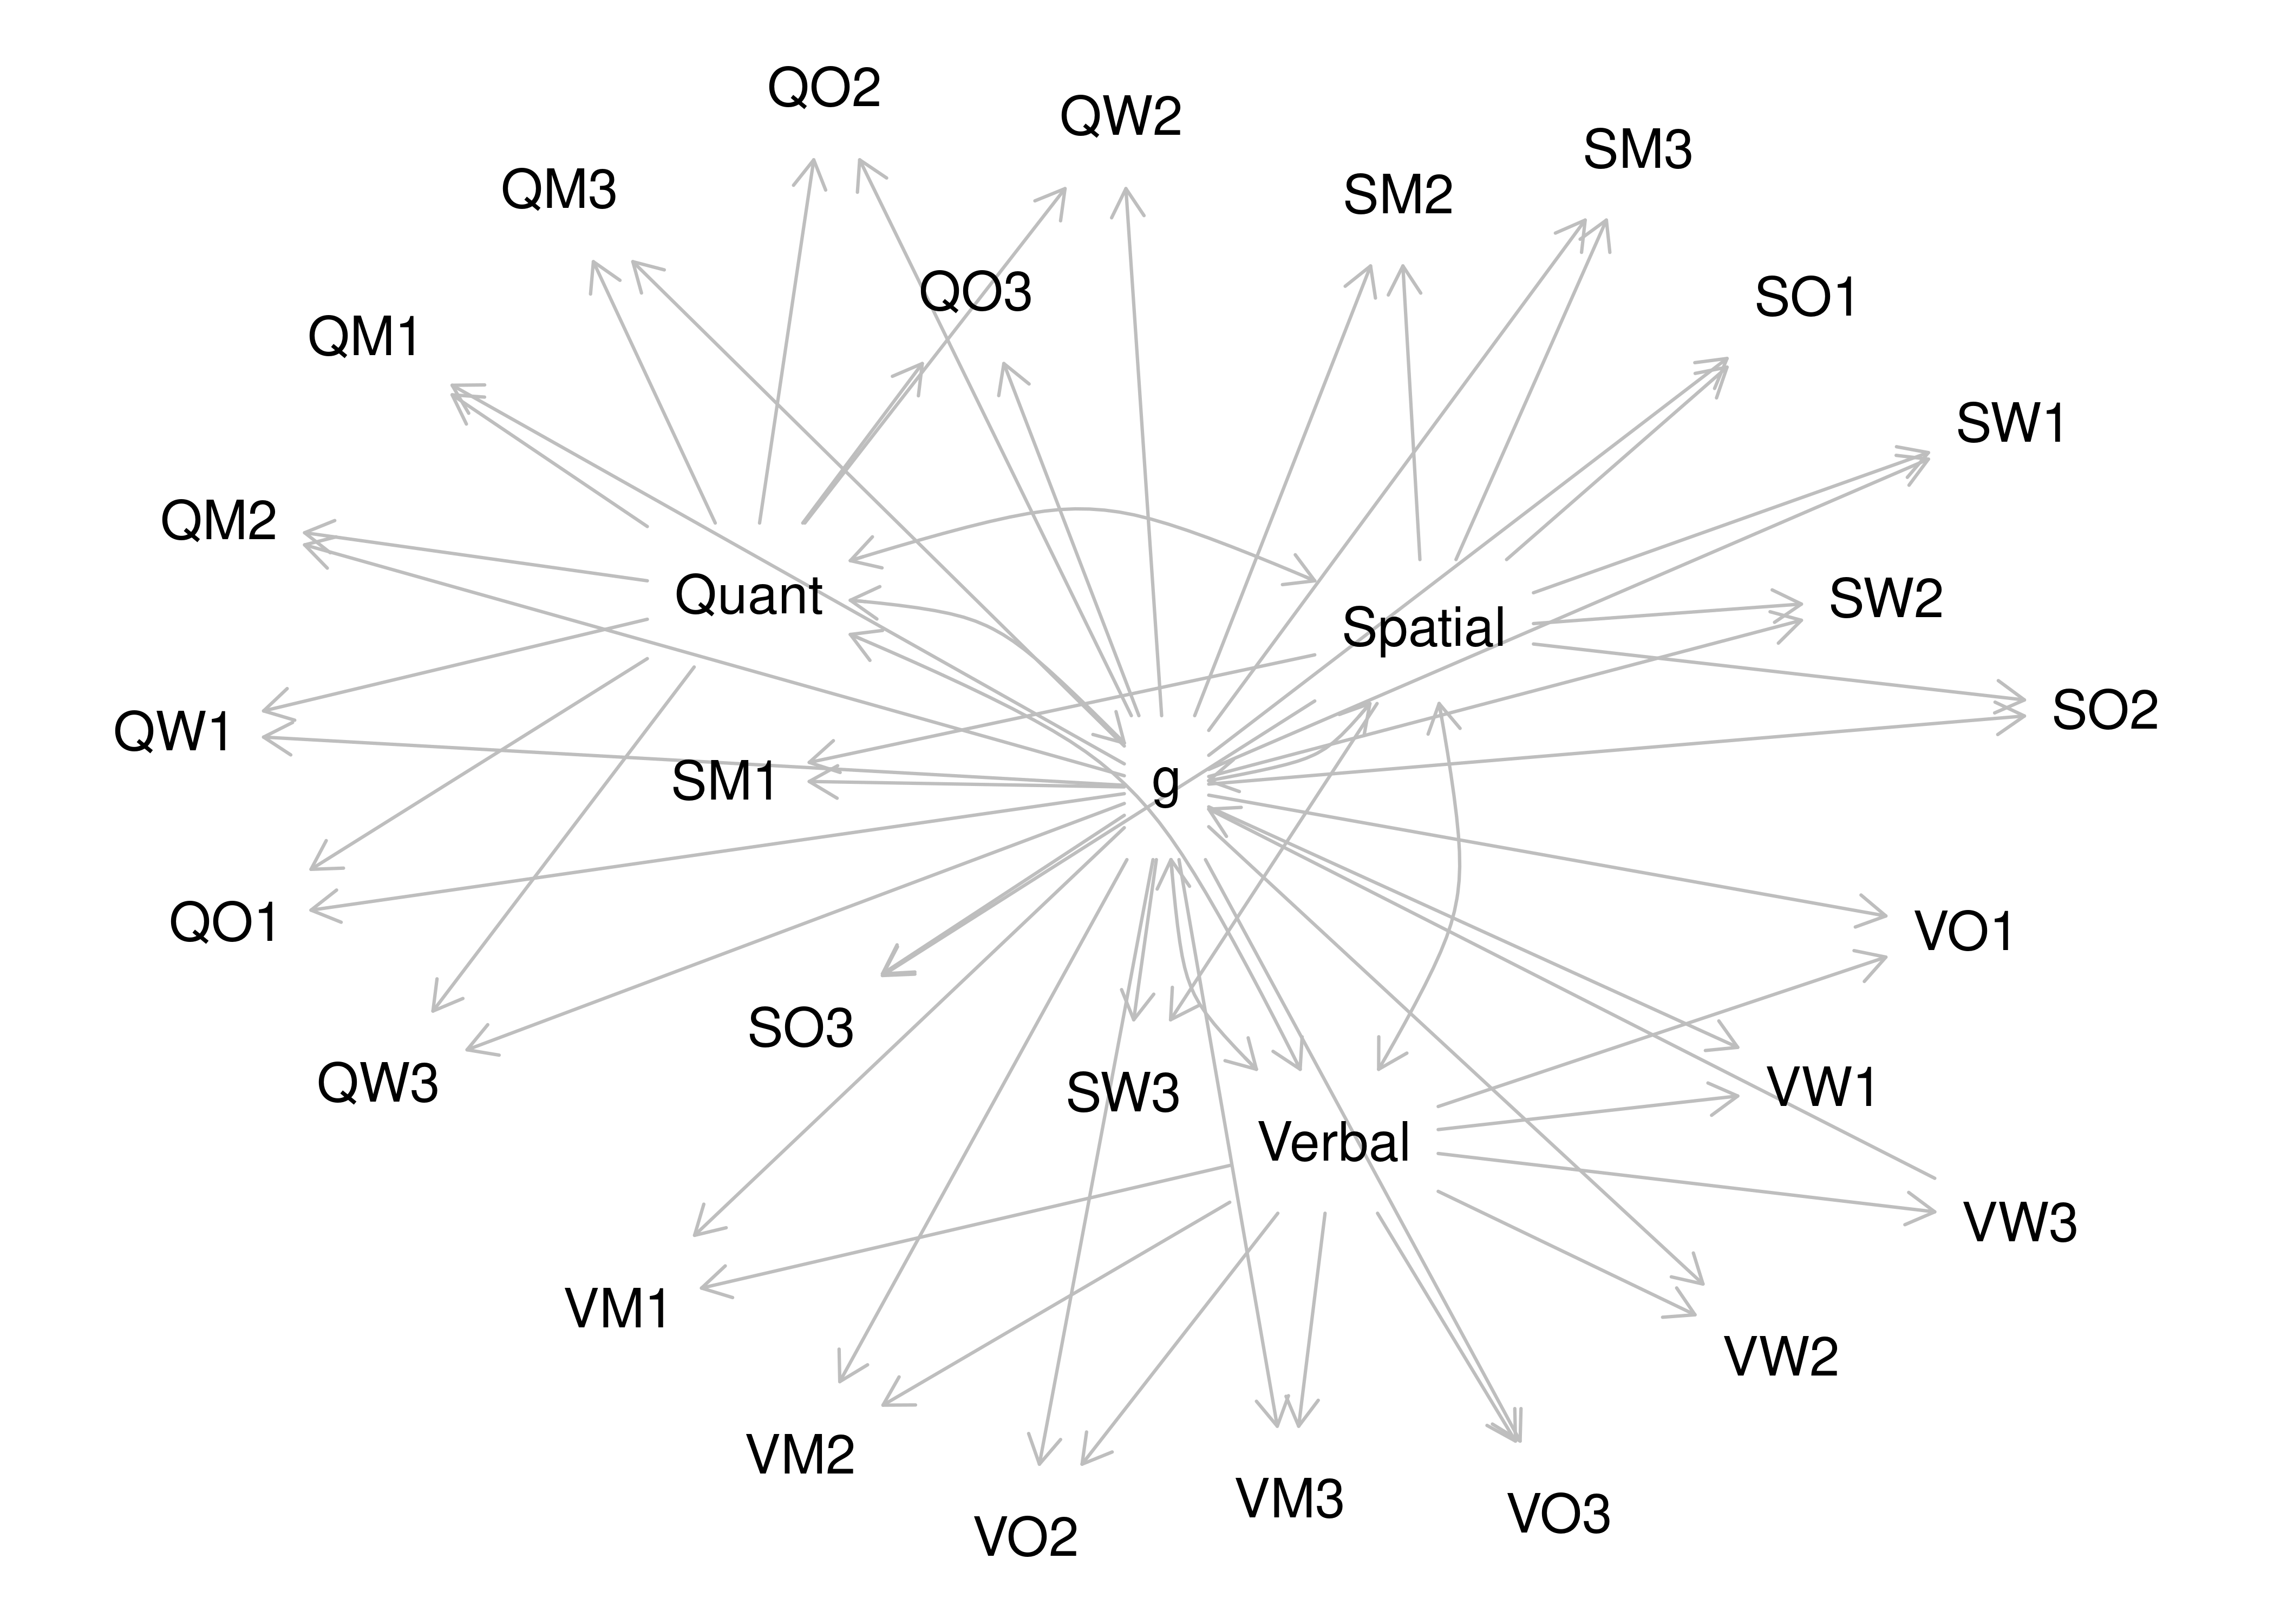 QO2
QW2
SM3
QM3
SM2
QO3
SO1
QM1
SW1
QM2
Quant
SW2
Spatial
SO2
QW1
SM1
g
QO1
VO1
SO3
QW3
SW3
VW1
Verbal
VW3
VM1
VW2
VM2
VM3
VO3
VO2